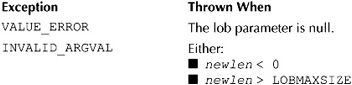 Exception Thrown When
VALUE_ERROR The lob parameter is null.
INVALID_ARGVAL Either:
■ newlen < 0
■ newlen > LOBMAXSIZE